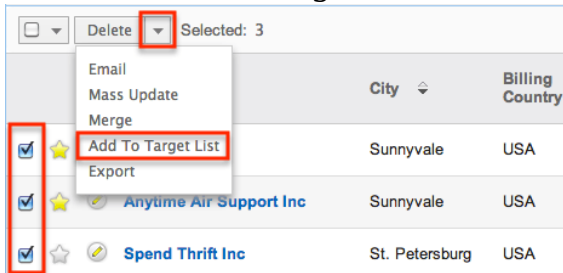 Delete Selected: 3
Email
Mass Update
Merge
Add To Target List
Export
City
Billing Country
Sunnyvale USA
Anytime Air Support Inc Sunnyvale USA
Spend Thrift Inc St. Petersburg USA